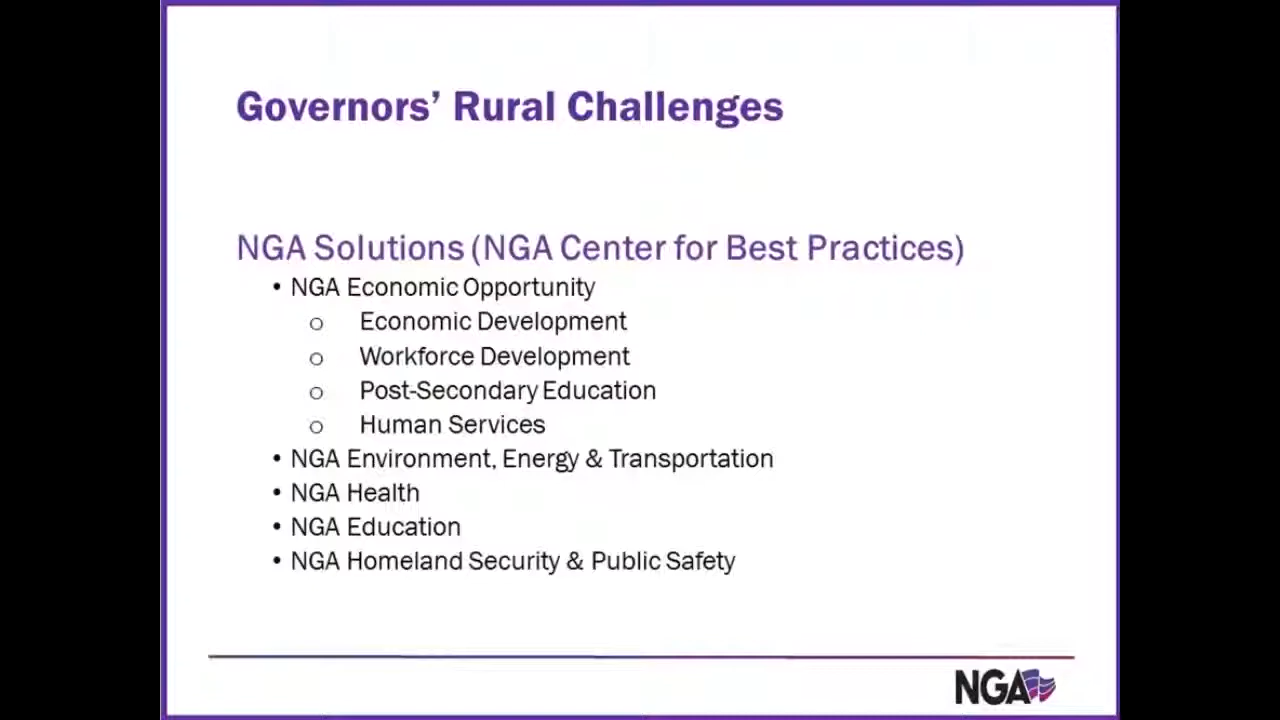 Governors’ Rural Challenges
NGA Solutions (NGA Center for Best Practices)
• NGA Economic Opportunity
o Economic Development
o Workforce Development
o Post-Secondary Education
o Human Services
• NGA Environment, Energy & Transportation
• NGA Health
• NGA Education
• NGA Homeland Security & Public Safety
NGA